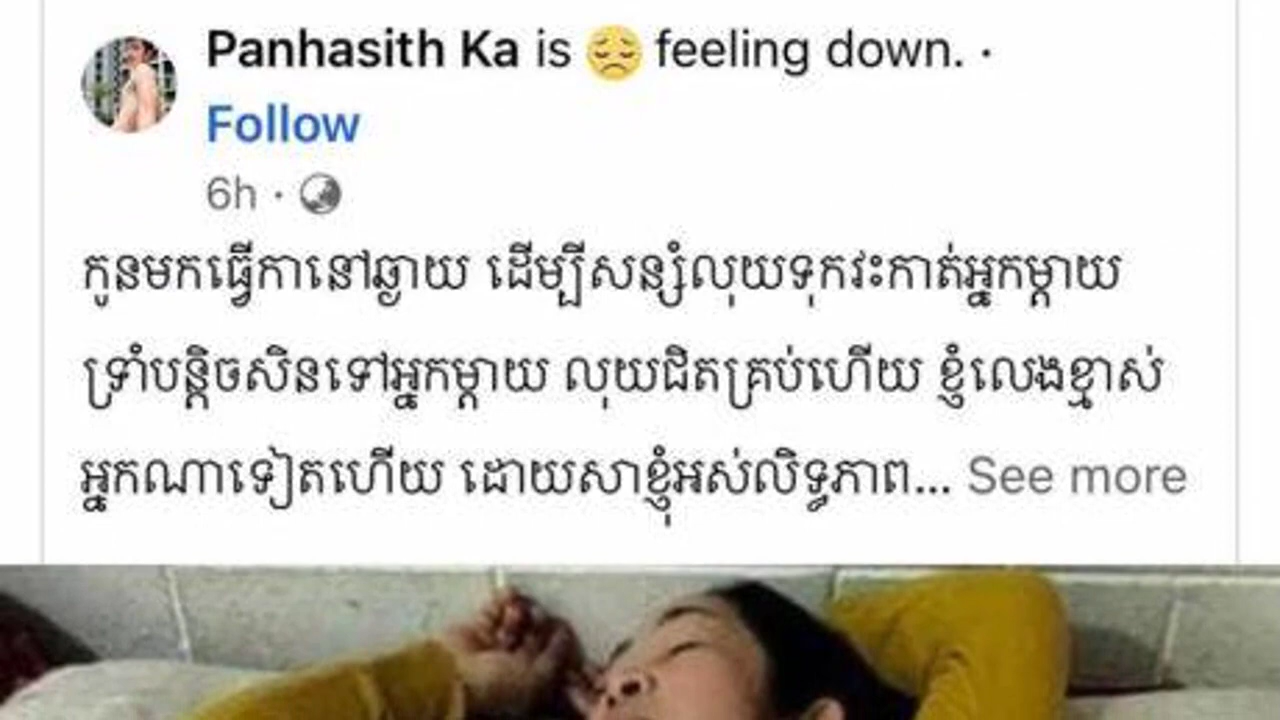 Panhasith Ka is 😔 feeling down. ·
Follow
6h ·
កូនមកធ្វើការនៅឆ្ងាយ ដើម្បីសន្សំលុយទុកវះកាត់អ្នកម្ដាយ
ទ្រាំបន្តិចសិនទៅអ្នកម្ដាយ លុយជិតគ្រប់ហើយ ខ្ញុំលេងខ្មាស់
អ្នកណាទៀតហើយ ដោយសាខ្ញុំអស់លិទ្ធភាព... See more